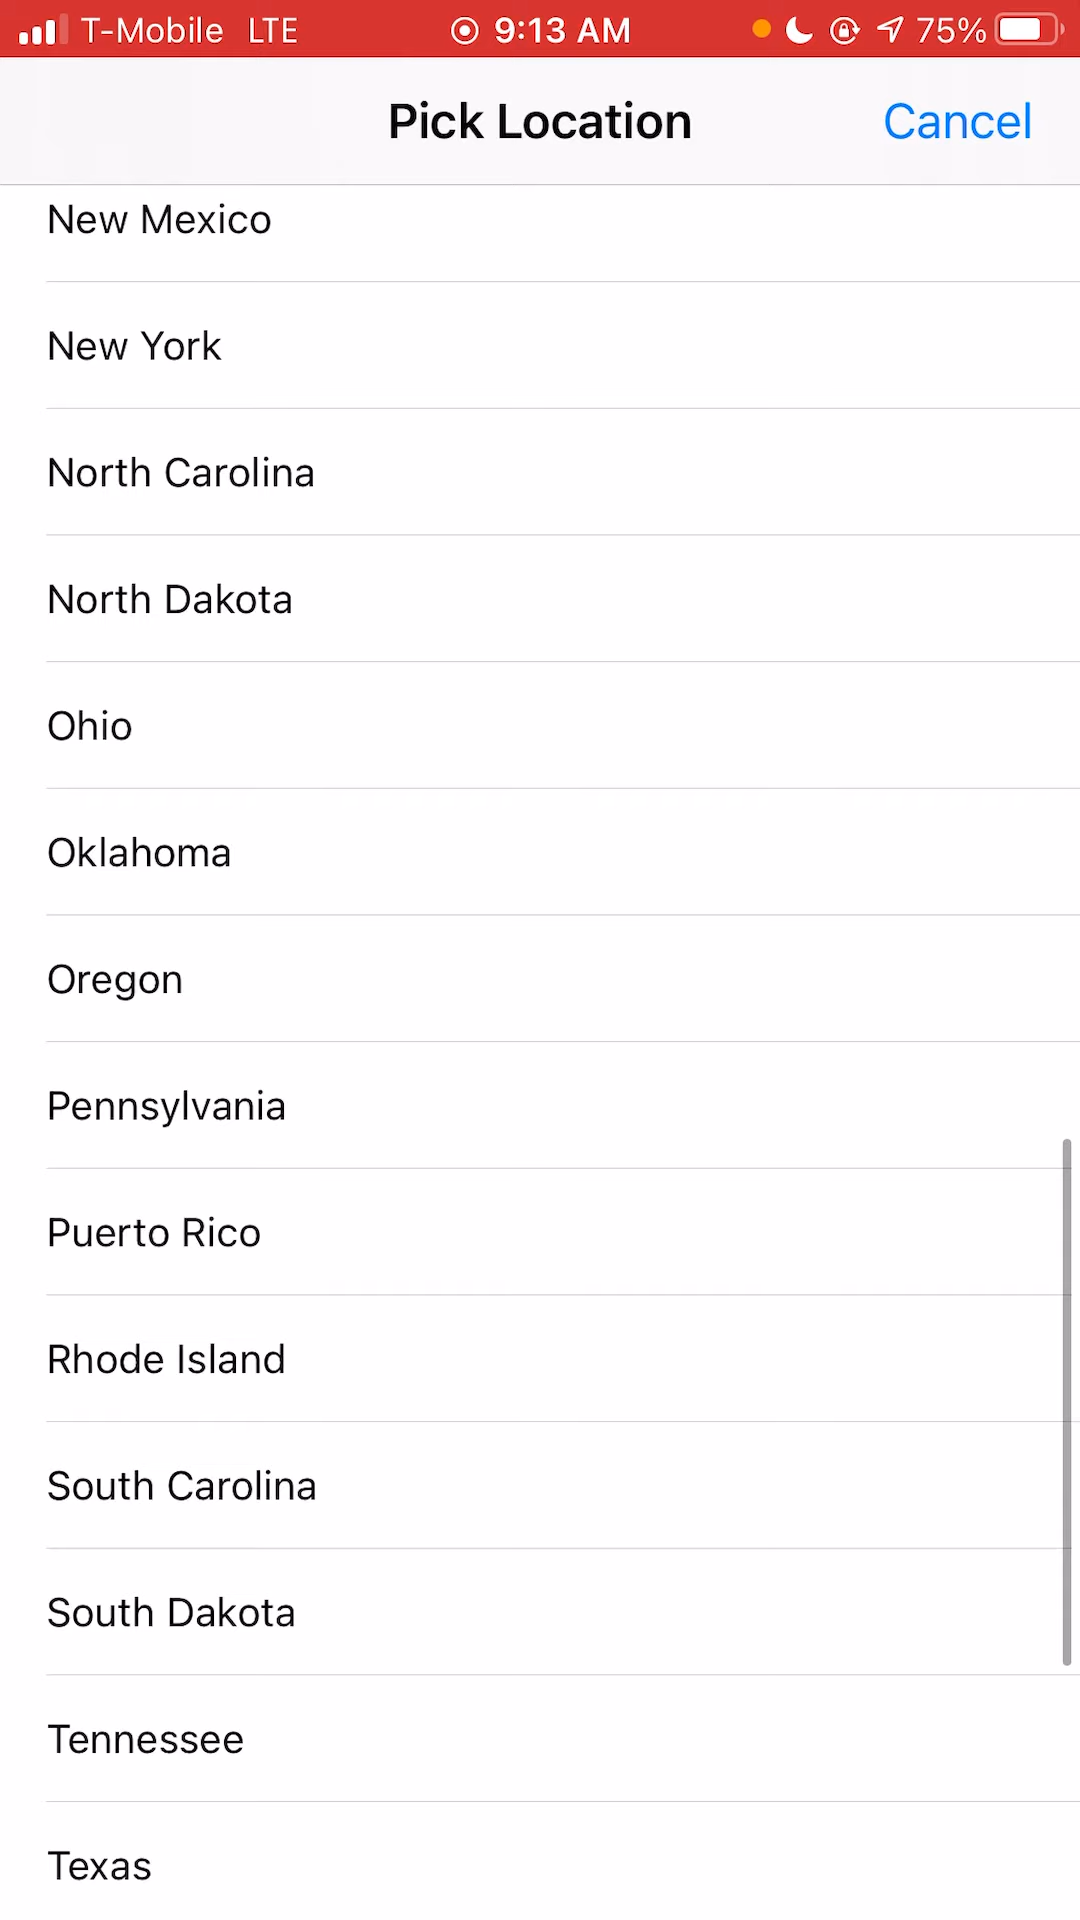 T-Mobile LTE 9:13 AM 75%
Pick Location Cancel
New Mexico
New York
North Carolina
North Dakota
Ohio
Oklahoma
Oregon
Pennsylvania
Puerto Rico
Rhode Island
South Carolina
South Dakota
Tennessee
Texas